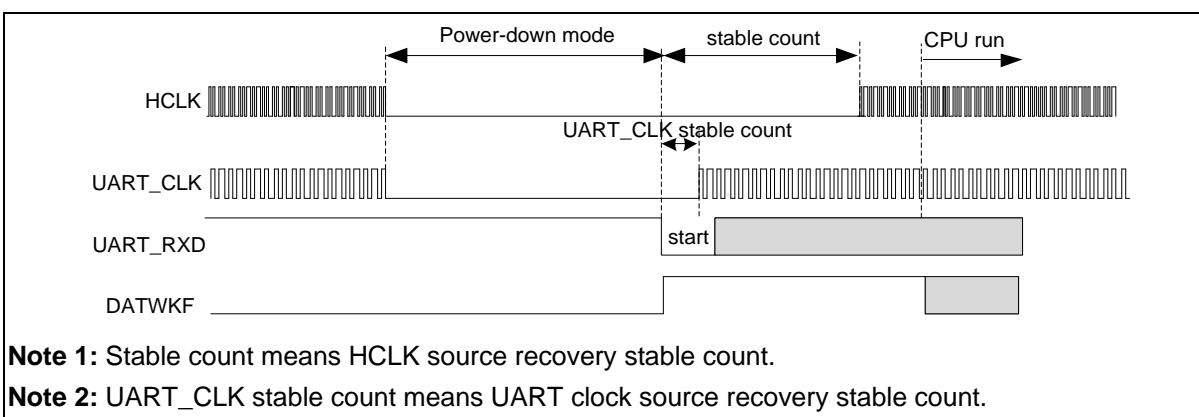 Power-down mode stable count CPU run
HCLK
UART_CLK stable count
UART_CLK
UART_RXD start
DATWKF
Note 1: Stable count means HCLK source recovery stable count.
Note 2: UART_CLK stable count means UART clock source recovery stable count.